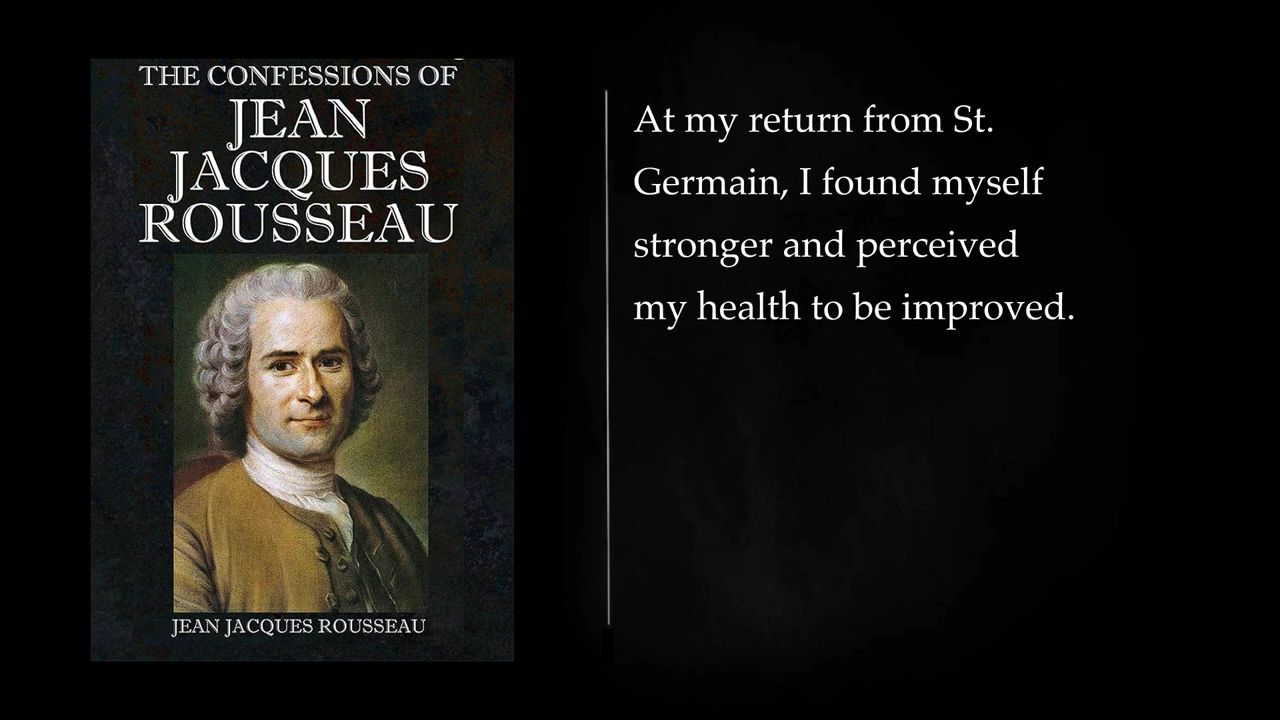 THE CONFESSIONS OF
JEAN
JACQUES
ROUSSEAU
JEAN JACQUES ROUSSEAU
At my return from St.
Germain, I found myself
stronger and perceived
my health to be improved.